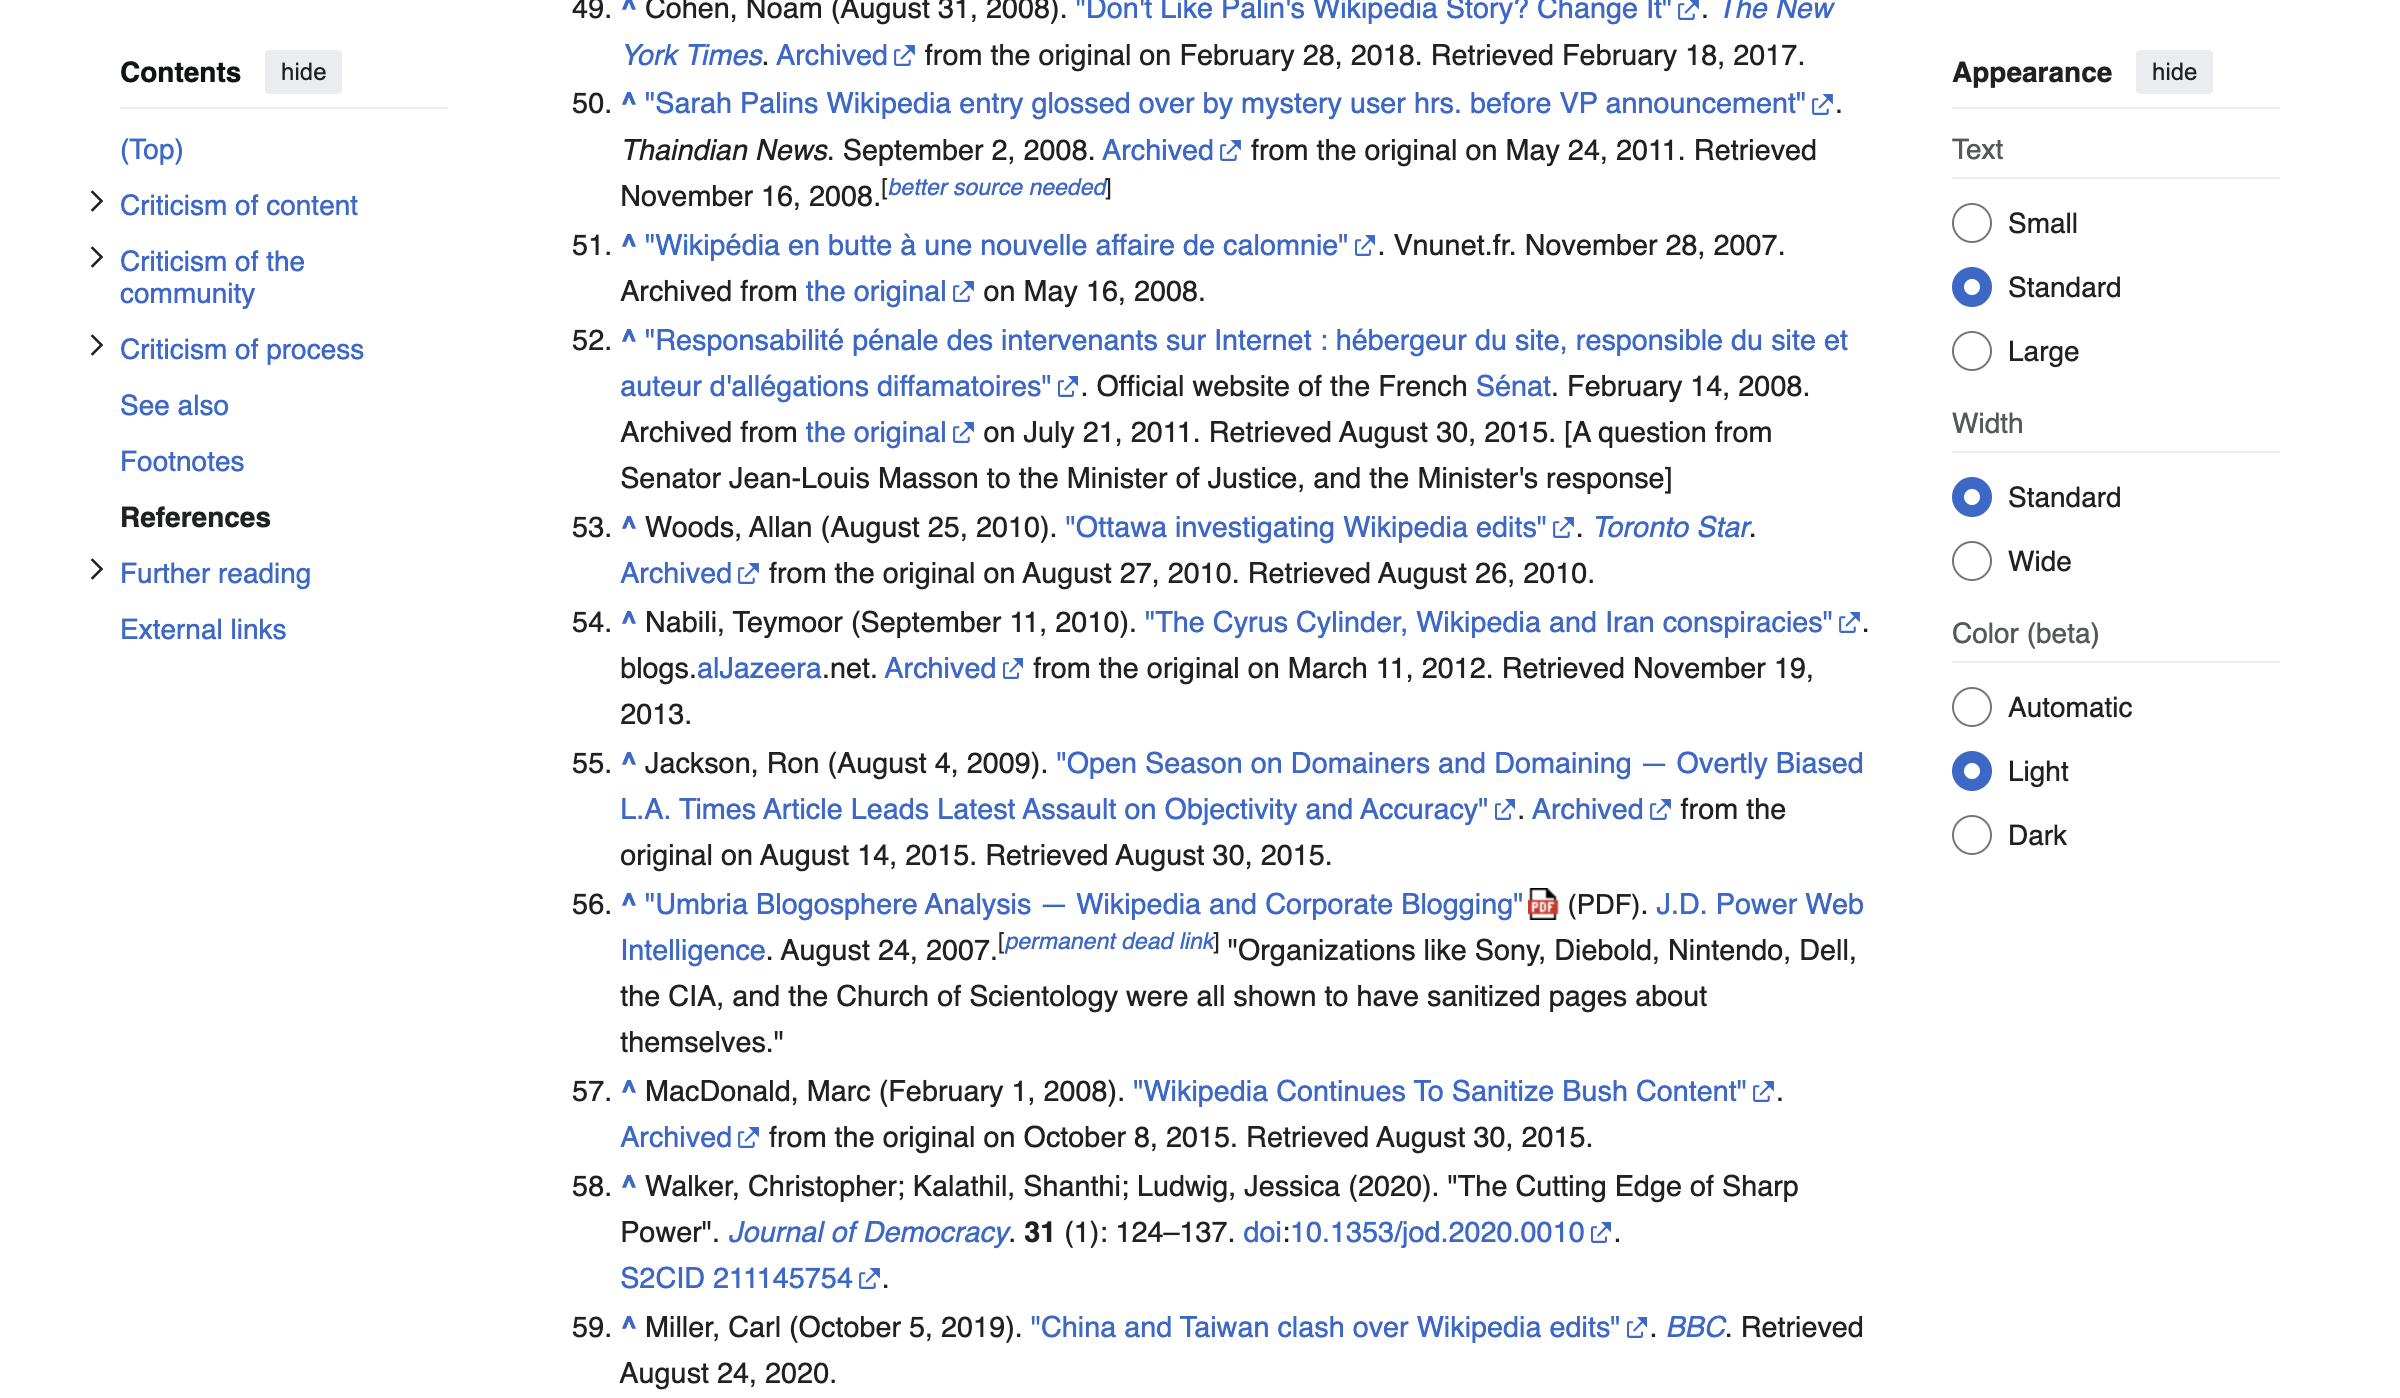 Contents hide
(Top)
Criticism of content
Criticism of the
community
Criticism of process
See also
Footnotes
References
Further reading
External links
49. ^ Cohen, Noam (August 31, 2008). "Don't Like Palin's Wikipedia Story? Change It". The New
York Times. Archived from the original on February 28, 2018. Retrieved February 18, 2017.
50. ^ "Sarah Palins Wikipedia entry glossed over by mystery user hrs. before VP announcement".
Thaindian News. September 2, 2008. Archived from the original on May 24, 2011. Retrieved
November 16, 2008.[better source needed]
51. ^ "Wikipédia en butte à une nouvelle affaire de calomnie". Vnunet.fr. November 28, 2007.
Archived from the original on May 16, 2008.
52. ^ "Responsabilité pénale des intervenants sur Internet : hébergeur du site, responsible du site et
auteur d'allégations diffamatoires". Official website of the French Sénat. February 14, 2008.
Archived from the original on July 21, 2011. Retrieved August 30, 2015. [A question from
Senator Jean-Louis Masson to the Minister of Justice, and the Minister's response]
53. ^ Woods, Allan (August 25, 2010). "Ottawa investigating Wikipedia edits". Toronto Star.
Archived from the original on August 27, 2010. Retrieved August 26, 2010.
54. ^ Nabili, Teymoor (September 11, 2010). "The Cyrus Cylinder, Wikipedia and Iran conspiracies".
blogs.alJazeera.net. Archived from the original on March 11, 2012. Retrieved November 19,
2013.
55. ^ Jackson, Ron (August 4, 2009). "Open Season on Domainers and Domaining — Overtly Biased
L.A. Times Article Leads Latest Assault on Objectivity and Accuracy". Archived from the
original on August 14, 2015. Retrieved August 30, 2015.
56. ^ "Umbria Blogosphere Analysis — Wikipedia and Corporate Blogging" PDF (PDF). J.D. Power Web
Intelligence. August 24, 2007.[permanent dead link] "Organizations like Sony, Diebold, Nintendo, Dell,
the CIA, and the Church of Scientology were all shown to have sanitized pages about
themselves."
57. ^ MacDonald, Marc (February 1, 2008). "Wikipedia Continues To Sanitize Bush Content".
Archived from the original on October 8, 2015. Retrieved August 30, 2015.
58. ^ Walker, Christopher; Kalathil, Shanthi; Ludwig, Jessica (2020). "The Cutting Edge of Sharp
Power". Journal of Democracy. 31 (1): 124–137. doi:10.1353/jod.2020.0010.
S2CID 211145754.
59. ^ Miller, Carl (October 5, 2019). "China and Taiwan clash over Wikipedia edits". BBC. Retrieved
August 24, 2020.
Appearance hide
Text
Small
Standard
Large
Width
Standard
Wide
Color (beta)
Automatic
Light
Dark